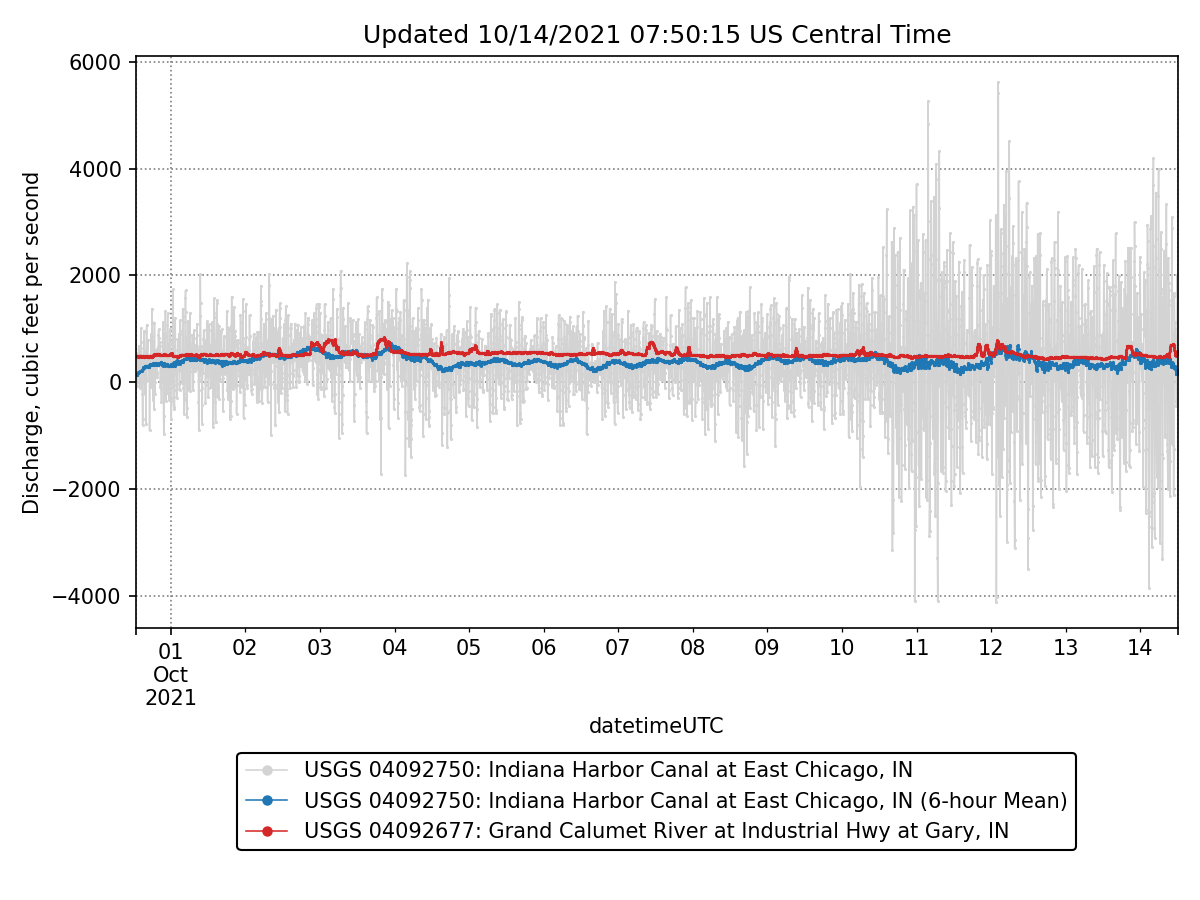 Updated 10/14/2021 07:50:15 US Central Time
6000
4000
2000
0
−2000
−4000
Discharge, cubic feet per second
01 02 03 04 05 06 07 08 09 10 11 12 13 14
Oct
2021
datetimeUTC
USGS 04092750: Indiana Harbor Canal at East Chicago, IN
USGS 04092750: Indiana Harbor Canal at East Chicago, IN (6-hour Mean)
USGS 04092677: Grand Calumet River at Industrial Hwy at Gary, IN